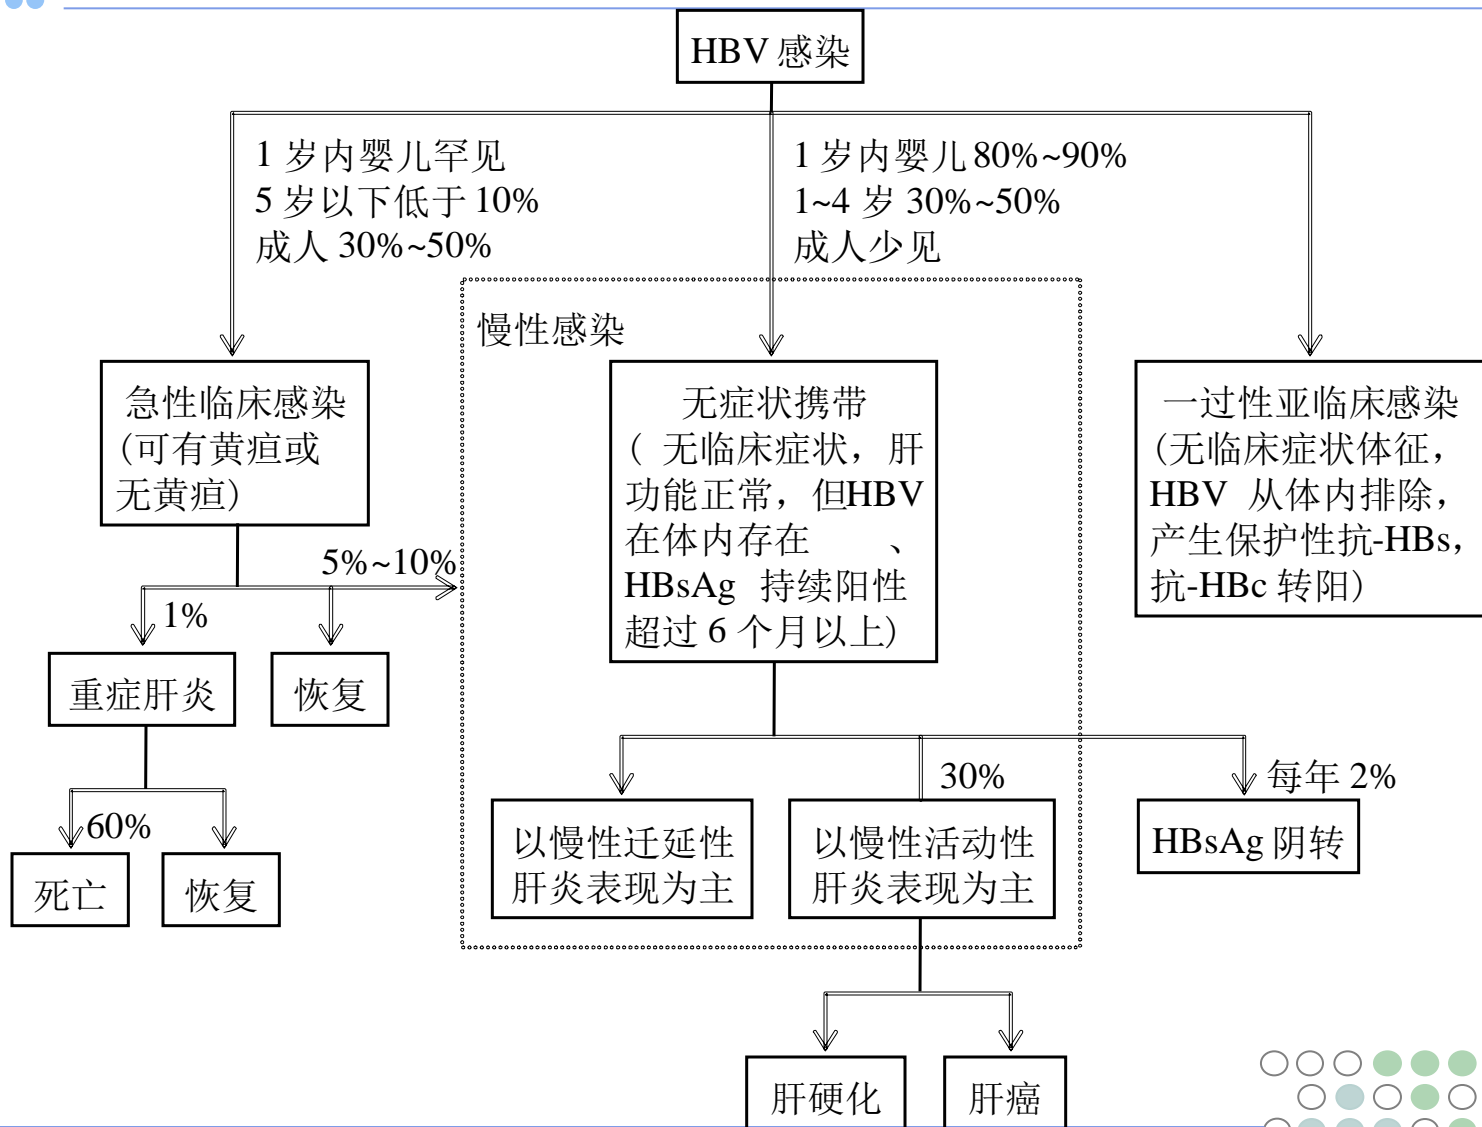 HBV 感染
1 岁内婴儿罕见
5 岁以下低于 10%
成人 30%~50%
1 岁内婴儿 80%~90%
1~4 岁 30%~50%
成人少见
慢性感染
急性临床感染
(可有黄疸或
无黄疸)
无症状携带
( 无临床症状，肝
功能正常，但HBV
在体内存在 、
HBsAg 持续阳性
超过 6 个月以上)
一过性亚临床感染
(无临床症状体征，
HBV 从体内排除，
产生保护性抗-HBs，
抗-HBc 转阳)
5%~10%
1%
重症肝炎
恢复
60%
死亡
恢复
30%
每年 2%
以慢性迁延性
肝炎表现为主
以慢性活动性
肝炎表现为主
HBsAg 阴转
肝硬化
肝癌